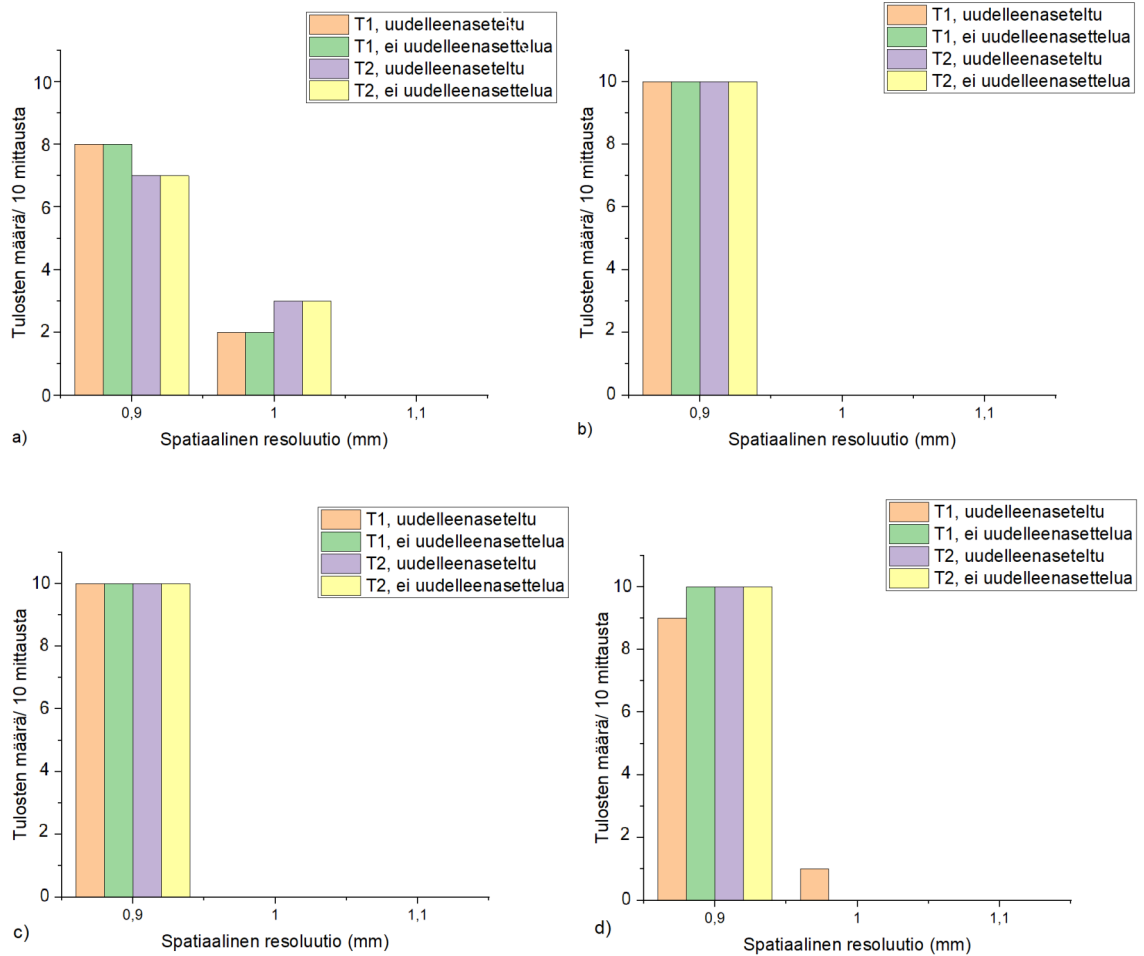 T1, uudelleenaseteltu
T1, ei uudelleenasettelua
T2, uudelleenaseteltu
T2, ei uudelleenasettelua
Tulosten määrä/ 10 mittausta
10
8
6
4
2
0
0,9
1
1,1
Spatiaalinen resoluutio (mm)
a)
T1, uudelleenaseteltu
T1, ei uudelleenasettelua
T2, uudelleenaseteltu
T2, ei uudelleenasettelua
Tulosten määrä/ 10 mittausta
10
8
6
4
2
0
0,9
1
1,1
Spatiaalinen resoluutio (mm)
b)
T1, uudelleenaseteltu
T1, ei uudelleenasettelua
T2, uudelleenaseteltu
T2, ei uudelleenasettelua
Tulosten määrä/ 10 mittausta
10
8
6
4
2
0
0,9
1
1,1
Spatiaalinen resoluutio (mm)
c)
T1, uudelleenaseteltu
T1, ei uudelleenasettelua
T2, uudelleenaseteltu
T2, ei uudelleenasettelua
Tulosten määrä/ 10 mittausta
10
8
6
4
2
0
0,9
1
1,1
Spatiaalinen resoluutio (mm)
d)